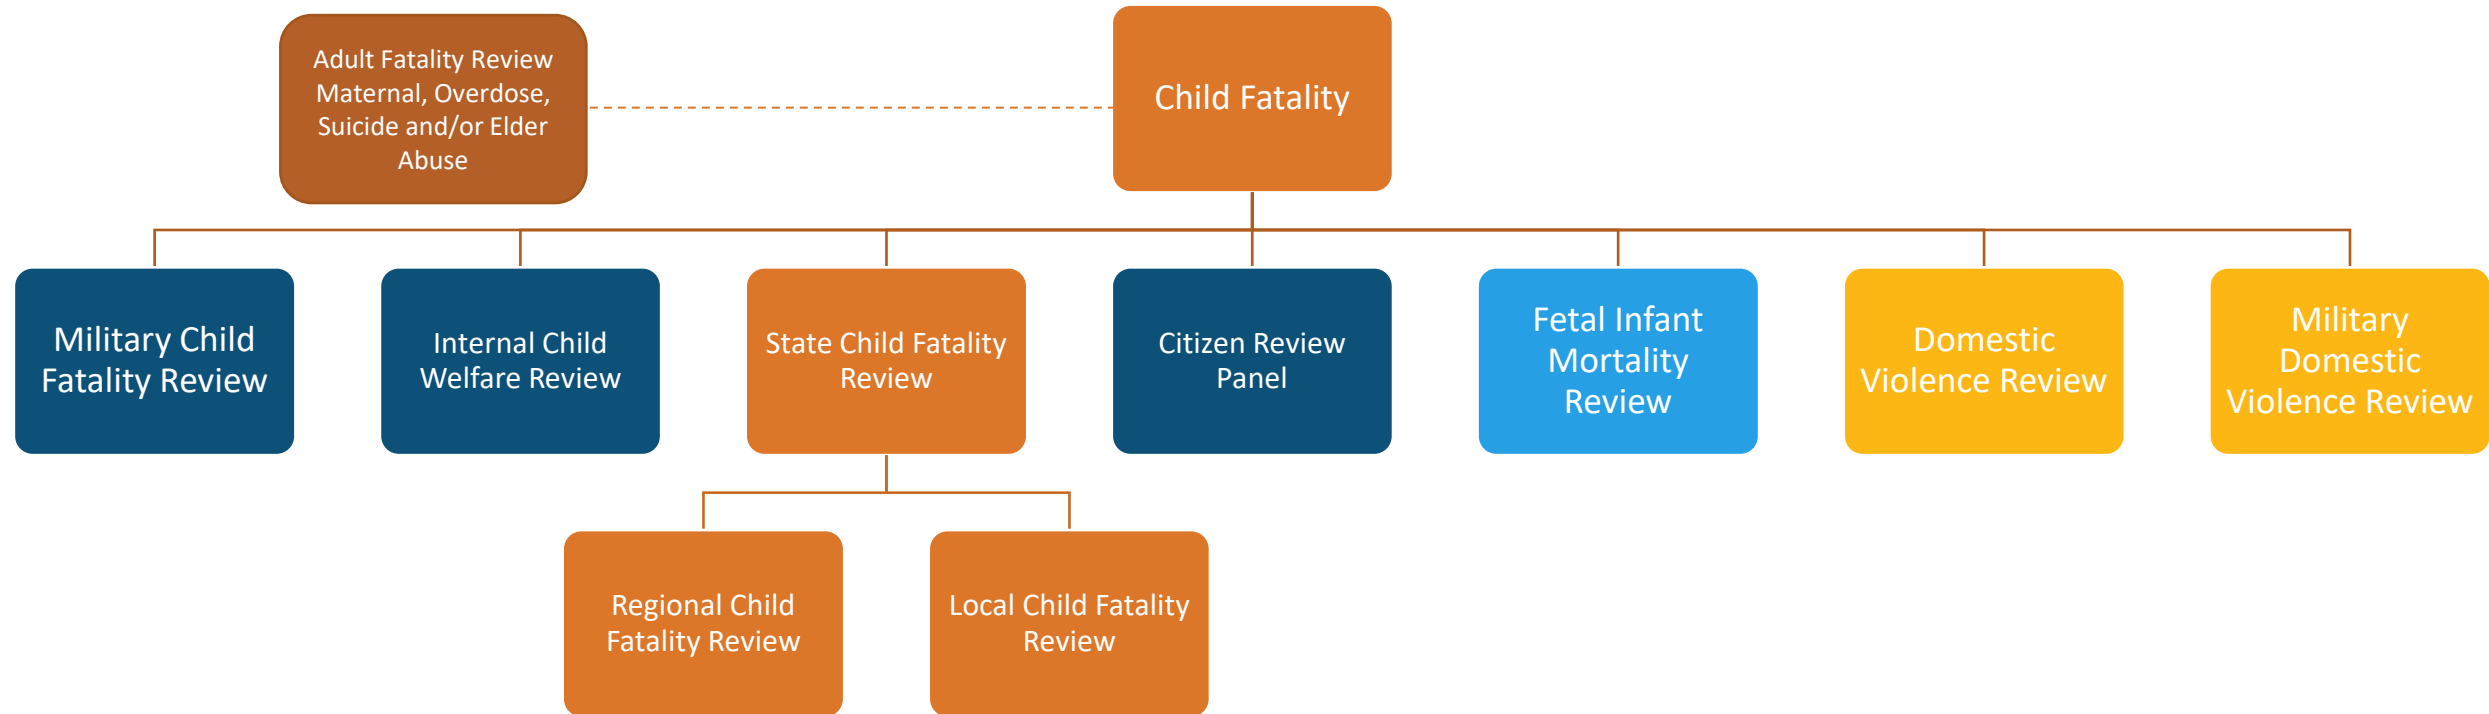 Adult Fatality Review
Maternal, Overdose,
Suicide and/or Elder
Abuse
Child Fatality
Military Child
Fatality Review
Internal Child
Welfare Review
State Child Fatality
Review
Citizen Review
Panel
Fetal Infant
Mortality
Review
Domestic
Violence Review
Military
Domestic
Violence Review
Regional Child
Fatality Review
Local Child Fatality
Review